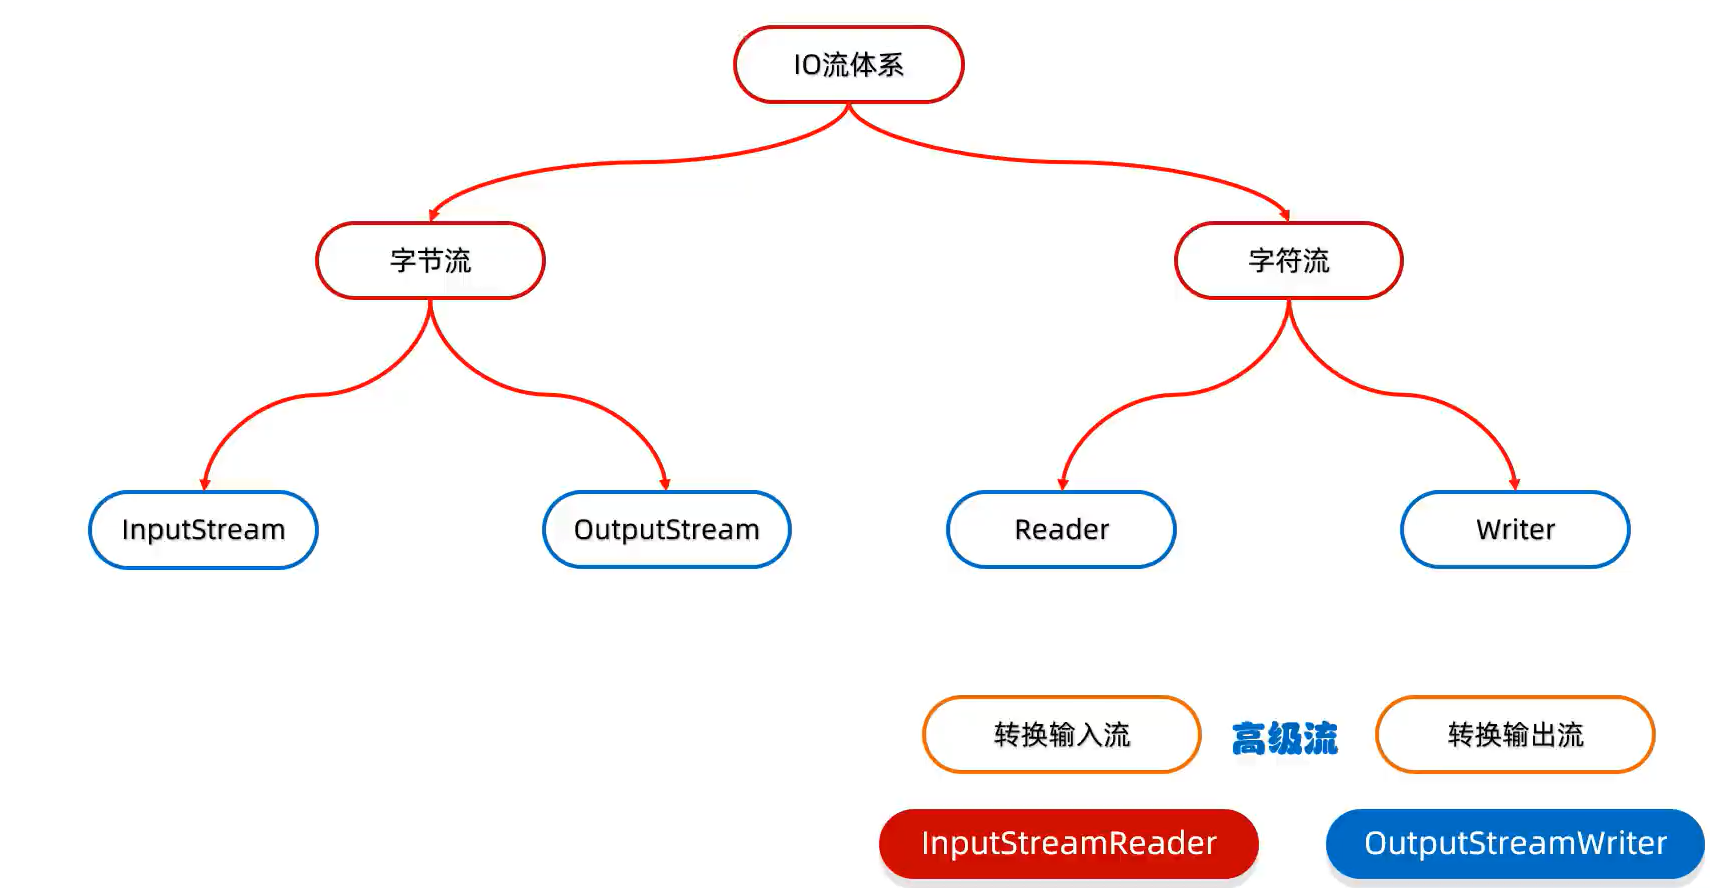 IO流体系
字节流
字符流
InputStream
OutputStream
Reader
Writer
转换输入流
高级流
转换输出流
InputStreamReader
OutputStreamWriter